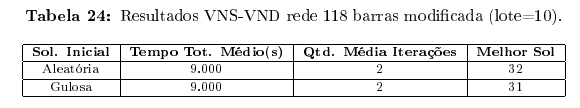 Tabela 24: Resultados VNS-VND rede 118 barras modificada (lote=10).
Sol. Inicial Tempo Tot. Médio(s) Qtd. Média Iterações Melhor Sol
Aleatória 9.000 2 32
Gulosa 9.000 2 31